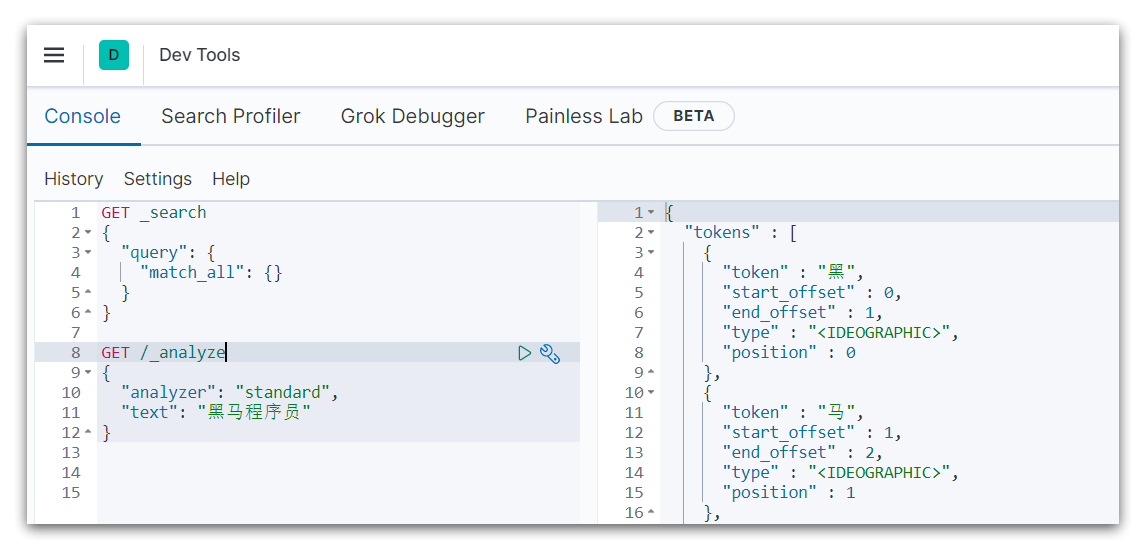 D Dev Tools
Console Search Profiler Grok Debugger Painless Lab BETA
History Settings Help
1 GET _search
2 {
3 "query": {
4 "match_all": {}
5 }
6 }
7
8 GET /_analyze
9 {
10 "analyzer": "standard",
11 "text": "黑马程序员"
12 }
13
14
15
1 {
2 "tokens" : [
3 {
4 "token" : "黑",
5 "start_offset" : 0,
6 "end_offset" : 1,
7 "type" : "<IDEOGRAPHIC>",
8 "position" : 0
9 },
10 {
11 "token" : "马",
12 "start_offset" : 1,
13 "end_offset" : 2,
14 "type" : "<IDEOGRAPHIC>",
15 "position" : 1
16 },